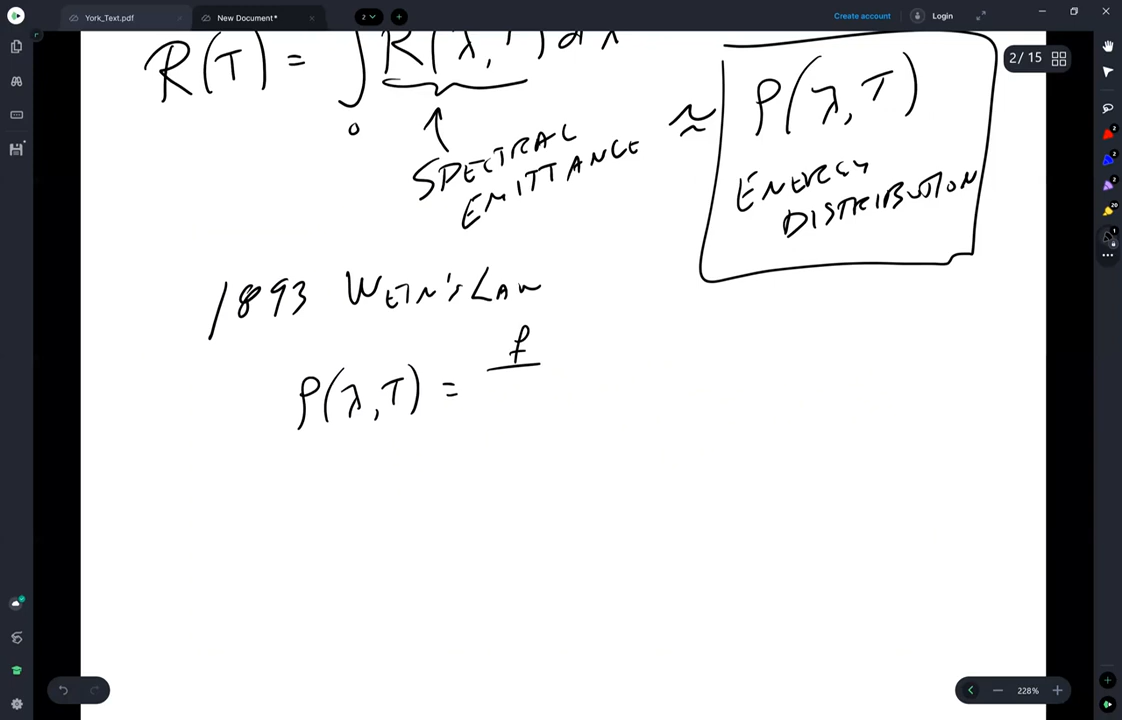 York_Text.pdf
New Document*
2
Create account
Login
2 / 15
R(T) = ∫ R(λ,T) dλ
0
SPECTRAL
EMITTANCE
≈
ρ(λ,T)
ENERGY
DISTRIBUTION
1893 WEIN'S LAW
ρ(λ,T) = f
228%